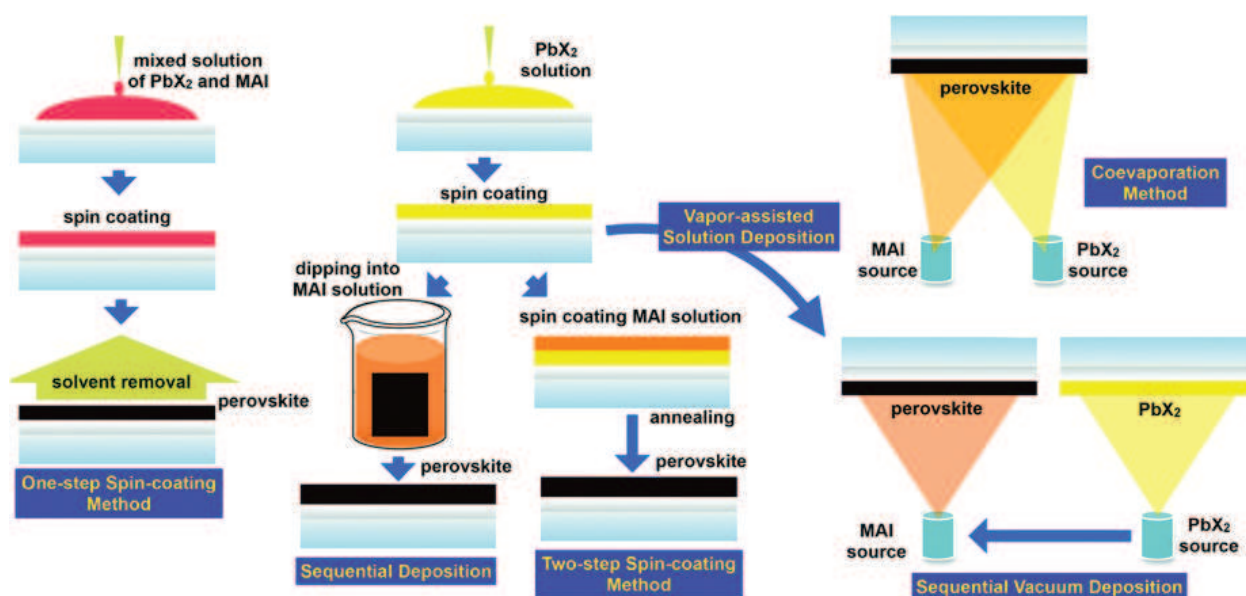 mixed solution
of PbX₂ and MAI
spin coating
solvent removal
perovskite
One-step Spin-coating
Method
PbX₂
solution
spin coating
dipping into
MAI solution
perovskite
Sequential Deposition
spin coating MAI solution
annealing
perovskite
Two-step Spin-coating
Method
Vapor-assisted
Solution Deposition
perovskite
Coevaporation
Method
MAI
source
PbX₂
source
perovskite
PbX₂
MAI
source
PbX₂
source
Sequential Vacuum Deposition